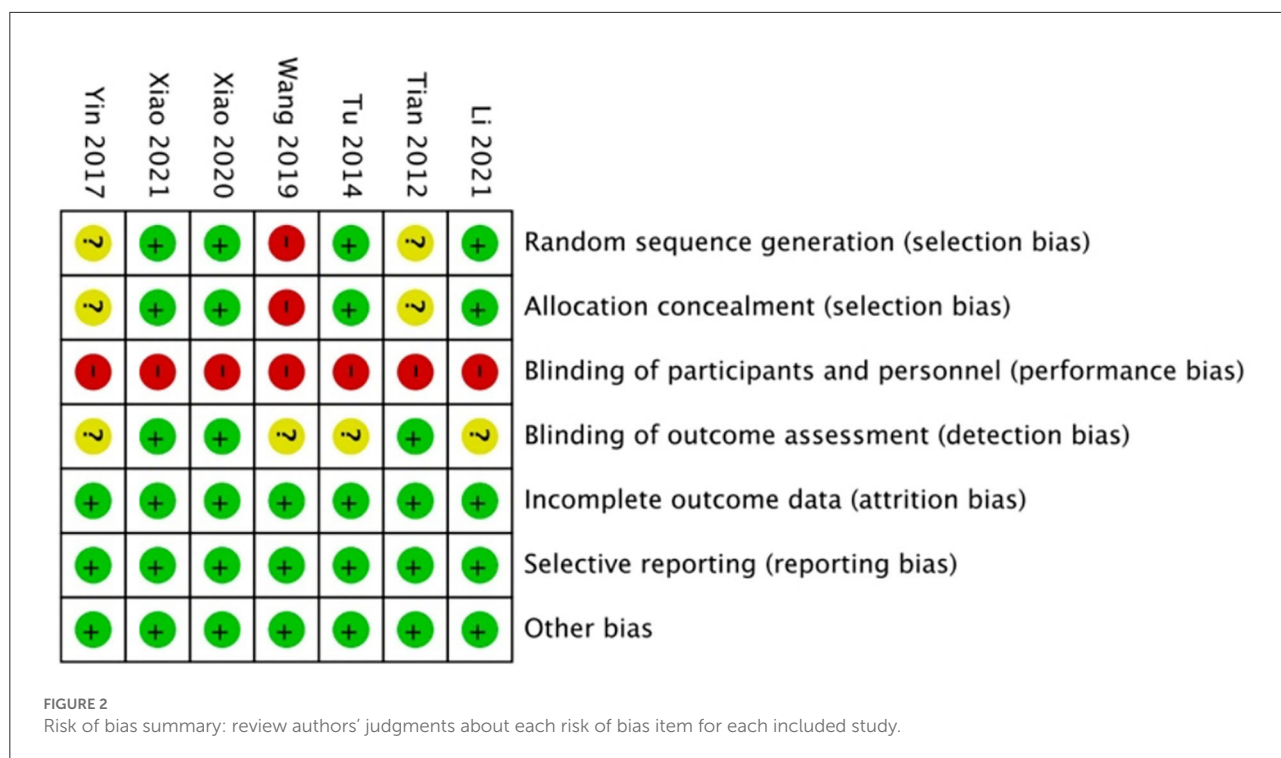 Yin 2017
Xiao 2021
Xiao 2020
Wang 2019
Tu 2014
Tian 2012
Li 2021
? + + - + ? + Random sequence generation (selection bias)
? + + - + ? + Allocation concealment (selection bias)
- - - - - - - Blinding of participants and personnel (performance bias)
? + + ? ? + ? Blinding of outcome assessment (detection bias)
+ + + + + + + Incomplete outcome data (attrition bias)
+ + + + + + + Selective reporting (reporting bias)
+ + + + + + + Other bias
FIGURE 2
Risk of bias summary: review authors' judgments about each risk of bias item for each included study.